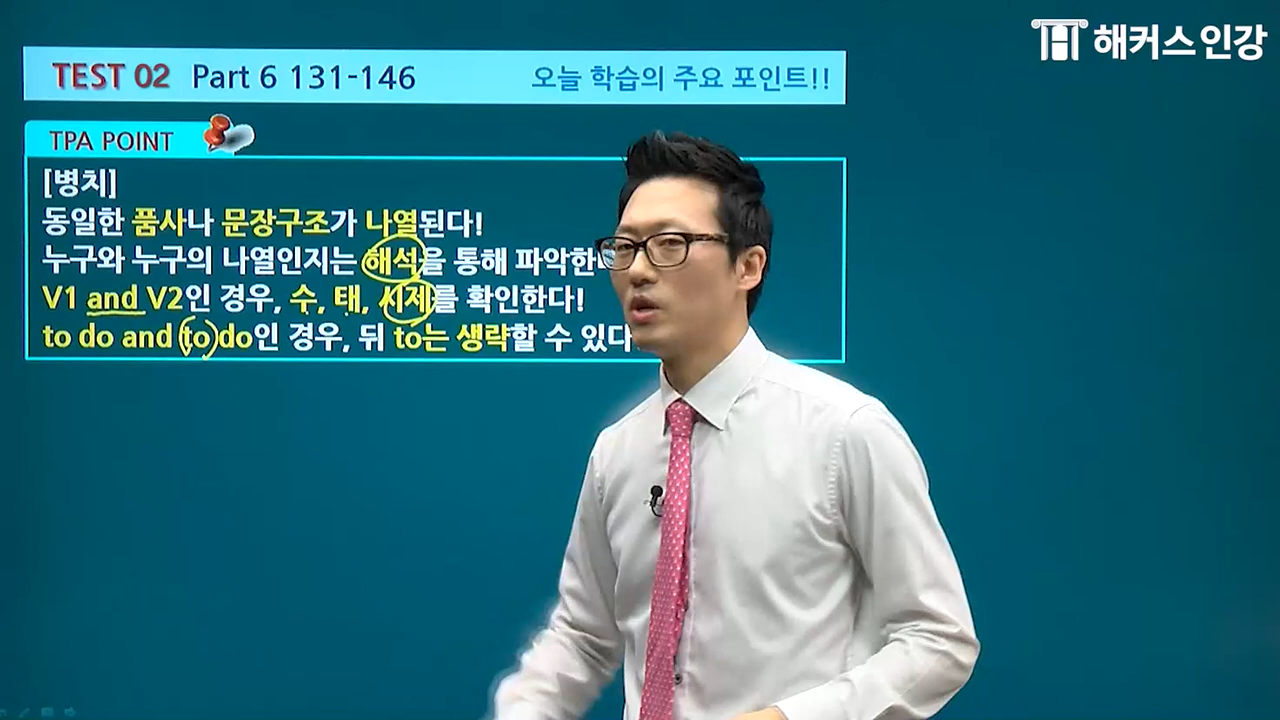 해커스인강
TEST 02 Part 6 131-146 오늘 학습의 주요 포인트!!
TPA POINT
[병치]
동일한 품사나 문장구조가 나열된다!
누구와 누구의 나열인지는 해석을 통해 파악한
V1 and V2인 경우, 수, 태, 시제를 확인한다!
to do and (to) do인 경우, 뒤 to는 생략할 수 있다